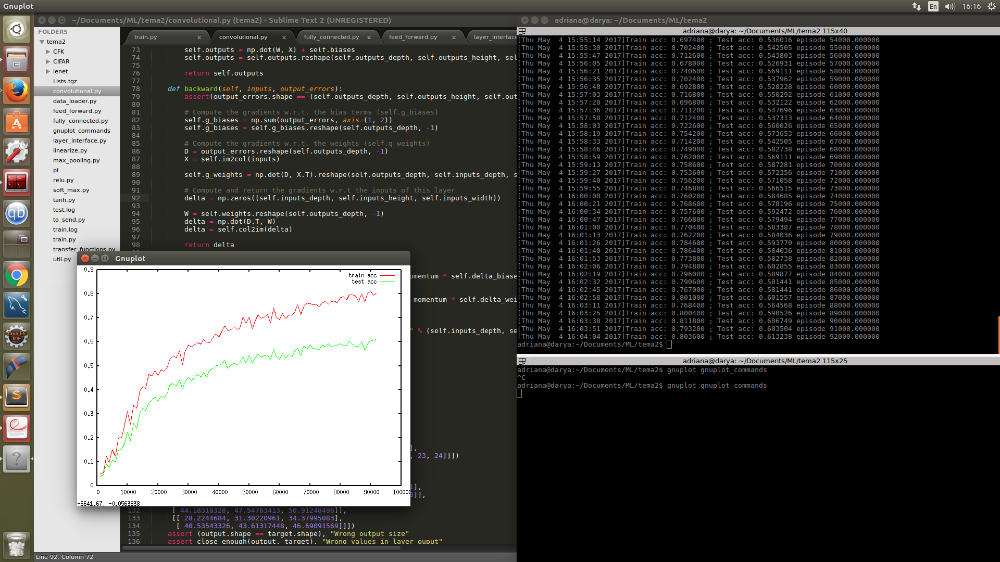 Gnuplot
En
16:16
~/Documents/ML/tema2/convolutional.py (tema2) - Sublime Text 2 (UNREGISTERED)
FOLDERS
tema2
CFK
CIFAR
lenet
Lists.tgz
convolutional.py
data_loader.py
feed_forward.py
fully_connected.py
gnuplot_commands
layer_interface.py
linearize.py
max_pooling.py
pl
relu.py
soft_max.py
tanh.py
test.log
to_send.py
train.log
train.py
transfer_functions.py
util.py
train.py
convolutional.py
fully_connected.py
feed_forward.py
layer_interface
73 self.outputs = np.dot(W, X) + self.biases
74 self.outputs = self.outputs.reshape(self.outputs_depth, self.outputs_height, sel
75
76 return self.outputs
77
78 def backward(self, inputs, output_errors):
79 assert(output_errors.shape == (self.outputs_depth, self.outputs_height, self.out
80
81 # Compute the gradients w.r.t. the bias terms (self.g_biases)
82 self.g_biases = np.sum(output_errors, axis=(1, 2))
83 self.g_biases = self.g_biases.reshape(self.outputs_depth, -1)
84
85 # Compute the gradients w.r.t. the weights (self.g_weights)
86 D = output_errors.reshape(self.outputs_depth, -1)
87 X = self.im2col(inputs)
88
89 self.g_weights = np.dot(D, X.T).reshape(self.outputs_depth, self.inputs_depth, s
90
91 # Compute and return the gradients w.r.t the inputs of this layer
92 delta = np.zeros((self.inputs_depth, self.inputs_height, self.inputs_width))
93
94 W = self.weights.reshape(self.outputs_depth, -1)
95 delta = np.dot(D.T, W)
96 delta = self.col2im(delta)
97
98 return delta
omentum * self.delta_biase
momentum * self.delta_wei
" % (self.inputs_depth, se
],
, 23, 24]]])
1],
3]],
132 [ 44.18318328, 47.54783413, 50.91248498]],
133 [[ 28.2244684, 31.30220961, 34.37995083],
134 [ 40.53543326, 43.61317448, 46.69091569]]])
135 assert (output.shape == target.shape), "Wrong output size"
136 assert close_enough(output, target), "Wrong values in layer ouput"
Line 92, Column 72
Gnuplot
train acc
test acc
0.9
0.8
0.7
0.6
0.5
0.4
0.3
0.2
0.1
0
0 10000 20000 30000 40000 50000 60000 70000 80000 90000 100000
-6641.67, -0.0563838
adriana@darya: ~/Documents/ML/tema2
adriana@darya: ~/Documents/ML/tema2 115x40
[Thu May  4 15:55:14 2017]Train acc: 0.697400 ; Test acc: 0.536016 episode 54000.000000
[Thu May  4 15:55:30 2017]Train acc: 0.702400 ; Test acc: 0.542505 episode 55000.000000
[Thu May  4 15:55:47 2017]Train acc: 0.712600 ; Test acc: 0.543803 episode 56000.000000
[Thu May  4 15:56:05 2017]Train acc: 0.678000 ; Test acc: 0.526931 episode 57000.000000
[Thu May  4 15:56:21 2017]Train acc: 0.740600 ; Test acc: 0.569111 episode 58000.000000
[Thu May  4 15:56:35 2017]Train acc: 0.702400 ; Test acc: 0.537962 episode 59000.000000
[Thu May  4 15:56:48 2017]Train acc: 0.692800 ; Test acc: 0.528228 episode 60000.000000
[Thu May  4 15:57:03 2017]Train acc: 0.716800 ; Test acc: 0.550292 episode 61000.000000
[Thu May  4 15:57:20 2017]Train acc: 0.696800 ; Test acc: 0.532122 episode 62000.000000
[Thu May  4 15:57:36 2017]Train acc: 0.711200 ; Test acc: 0.547696 episode 63000.000000
[Thu May  4 15:57:50 2017]Train acc: 0.712400 ; Test acc: 0.537313 episode 64000.000000
[Thu May  4 15:58:03 2017]Train acc: 0.722600 ; Test acc: 0.560026 episode 65000.000000
[Thu May  4 15:58:19 2017]Train acc: 0.754200 ; Test acc: 0.573653 episode 66000.000000
[Thu May  4 15:58:33 2017]Train acc: 0.714200 ; Test acc: 0.542505 episode 67000.000000
[Thu May  4 15:58:46 2017]Train acc: 0.749000 ; Test acc: 0.582738 episode 68000.000000
[Thu May  4 15:58:59 2017]Train acc: 0.762000 ; Test acc: 0.569111 episode 69000.000000
[Thu May  4 15:59:13 2017]Train acc: 0.758600 ; Test acc: 0.587281 episode 70000.000000
[Thu May  4 15:59:27 2017]Train acc: 0.753600 ; Test acc: 0.572356 episode 71000.000000
[Thu May  4 15:59:40 2017]Train acc: 0.756200 ; Test acc: 0.571058 episode 72000.000000
[Thu May  4 15:59:55 2017]Train acc: 0.746800 ; Test acc: 0.566515 episode 73000.000000
[Thu May  4 16:00:08 2017]Train acc: 0.760200 ; Test acc: 0.584685 episode 74000.000000
[Thu May  4 16:00:21 2017]Train acc: 0.768600 ; Test acc: 0.578196 episode 75000.000000
[Thu May  4 16:00:34 2017]Train acc: 0.757600 ; Test acc: 0.592472 episode 76000.000000
[Thu May  4 16:00:47 2017]Train acc: 0.766800 ; Test acc: 0.579494 episode 77000.000000
[Thu May  4 16:01:00 2017]Train acc: 0.770400 ; Test acc: 0.583387 episode 78000.000000
[Thu May  4 16:01:13 2017]Train acc: 0.762200 ; Test acc: 0.584036 episode 79000.000000
[Thu May  4 16:01:26 2017]Train acc: 0.784600 ; Test acc: 0.593770 episode 80000.000000
[Thu May  4 16:01:40 2017]Train acc: 0.786400 ; Test acc: 0.584036 episode 81000.000000
[Thu May  4 16:01:53 2017]Train acc: 0.773800 ; Test acc: 0.582738 episode 82000.000000
[Thu May  4 16:02:06 2017]Train acc: 0.794800 ; Test acc: 0.602855 episode 83000.000000
[Thu May  4 16:02:19 2017]Train acc: 0.796000 ; Test acc: 0.589877 episode 84000.000000
[Thu May  4 16:02:32 2017]Train acc: 0.790600 ; Test acc: 0.581441 episode 85000.000000
[Thu May  4 16:02:45 2017]Train acc: 0.767000 ; Test acc: 0.581441 episode 86000.000000
[Thu May  4 16:02:58 2017]Train acc: 0.801000 ; Test acc: 0.601557 episode 87000.000000
[Thu May  4 16:03:11 2017]Train acc: 0.768400 ; Test acc: 0.564568 episode 88000.000000
[Thu May  4 16:03:25 2017]Train acc: 0.800400 ; Test acc: 0.590526 episode 89000.000000
[Thu May  4 16:03:38 2017]Train acc: 0.811800 ; Test acc: 0.606749 episode 90000.000000
[Thu May  4 16:03:51 2017]Train acc: 0.793200 ; Test acc: 0.603504 episode 91000.000000
[Thu May  4 16:04:04 2017]Train acc: 0.803600 ; Test acc: 0.613238 episode 92000.000000
adriana@darya:~/Documents/ML/tema2$
adriana@darya: ~/Documents/ML/tema2 115x25
adriana@darya:~/Documents/ML/tema2$ gnuplot gnuplot_commands
^C
adriana@darya:~/Documents/ML/tema2$ gnuplot gnuplot_commands
qb
Java EE
IDE